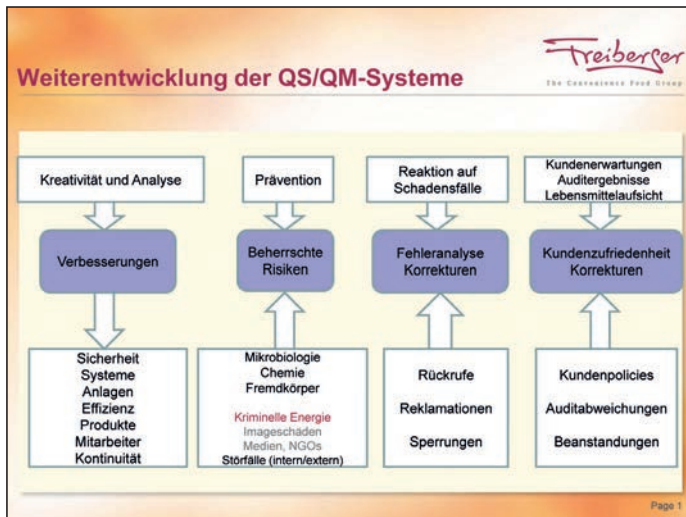 Freiberger
The Convenience Food Group
Weiterentwicklung der QS/QM-Systeme
Kreativität und Analyse
Verbesserungen
Sicherheit
Systeme
Anlagen
Effizienz
Produkte
Mitarbeiter
Kontinuität
Prävention
Beherrschte
Risiken
Mikrobiologie
Chemie
Fremdkörper
Kriminelle Energie
Imageschäden
Medien, NGOs
Störfälle (intern/extern)
Reaktion auf
Schadensfälle
Fehleranalyse
Korrekturen
Rückrufe
Reklamationen
Sperrungen
Kundenerwartungen
Auditergebnisse
Lebensmittelaufsicht
Kundenzufriedenheit
Korrekturen
Kundenpolicies
Auditabweichungen
Beanstandungen
Page 1